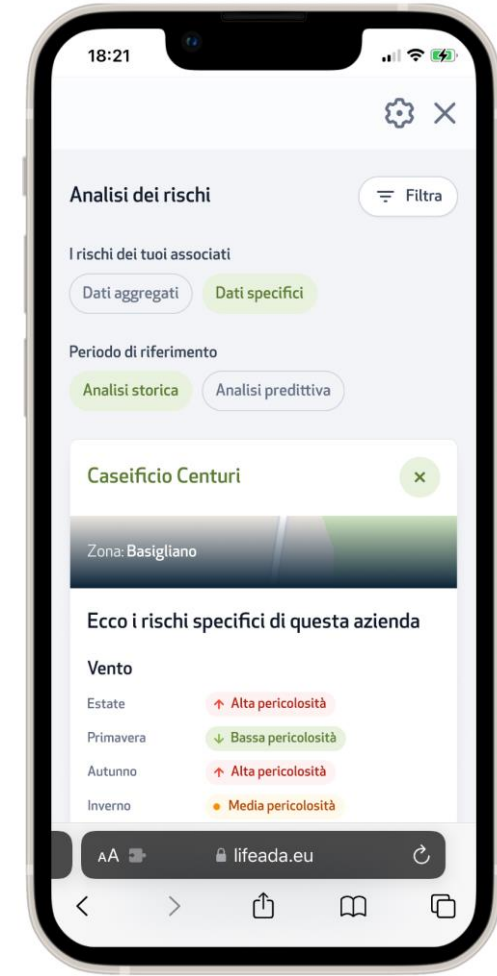 18:21
Analisi dei rischi
Filtra
I rischi dei tuoi associati
Dati aggregati Dati specifici
Periodo di riferimento
Analisi storica Analisi predittiva
Caseificio Centuri
Zona: Basigliano
Ecco i rischi specifici di questa azienda
Vento
Estate Alta pericolosità
Primavera Bassa pericolosità
Autunno Alta pericolosità
Inverno Media pericolosità
AA lifeada.eu